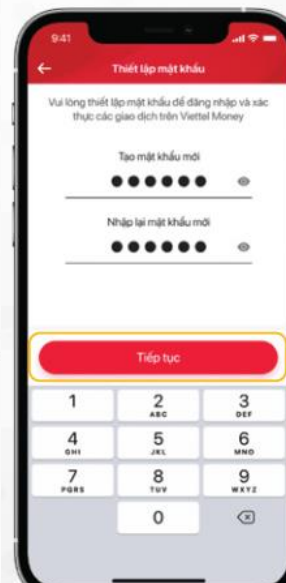 9:41
Thiết lập mật khẩu
Vui lòng thiết lập mật khẩu để đăng nhập và xác
thực các giao dịch trên Viettel Money
Tạo mật khẩu mới
Nhập lại mật khẩu mới
Tiếp tục
1 2 3
ABC DEF
4 5 6
GHI JKL MNO
7 8 9
PQRS TUV WXYZ
0